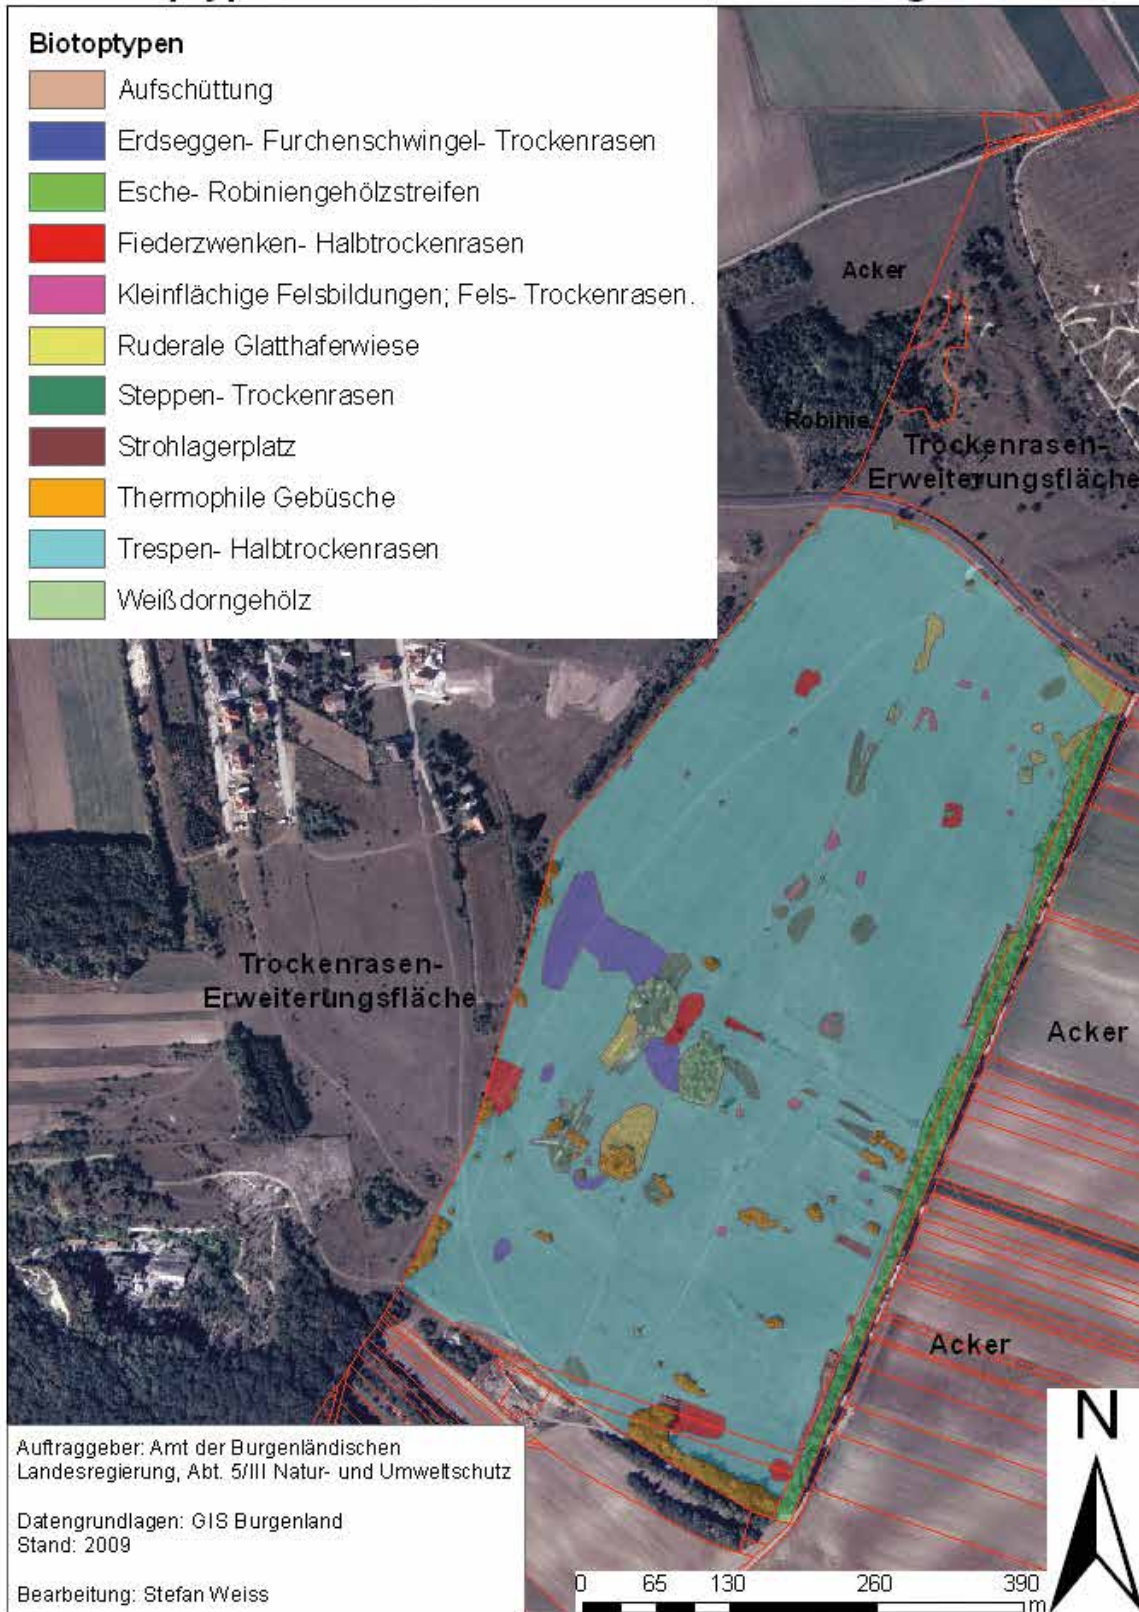 Biotoptypen
Aufschüttung
Erdseggen- Furchenschwingel- Trockenrasen
Esche- Robiniengehölzstreifen
Fiederzwenken- Halbtrockenrasen
Kleinflächige Felsbildungen; Fels- Trockenrasen.
Ruderale Glatthaferwiese
Steppen- Trockenrasen
Strohlagerplatz
Thermophile Gebüsche
Trespen- Halbtrockenrasen
Weißdorngehölz
Acker
Robinie
Trockenrasen-
Erweiterungsfläche
Trockenrasen-
Erweiterungsfläche
Acker
Acker
Auftraggeber: Amt der Burgenländischen
Landesregierung, Abt. 5/III Natur- und Umweltschutz
Datengrundlagen: GIS Burgenland
Stand: 2009
Bearbeitung: Stefan Weiss
N
0 65 130 260 390
m